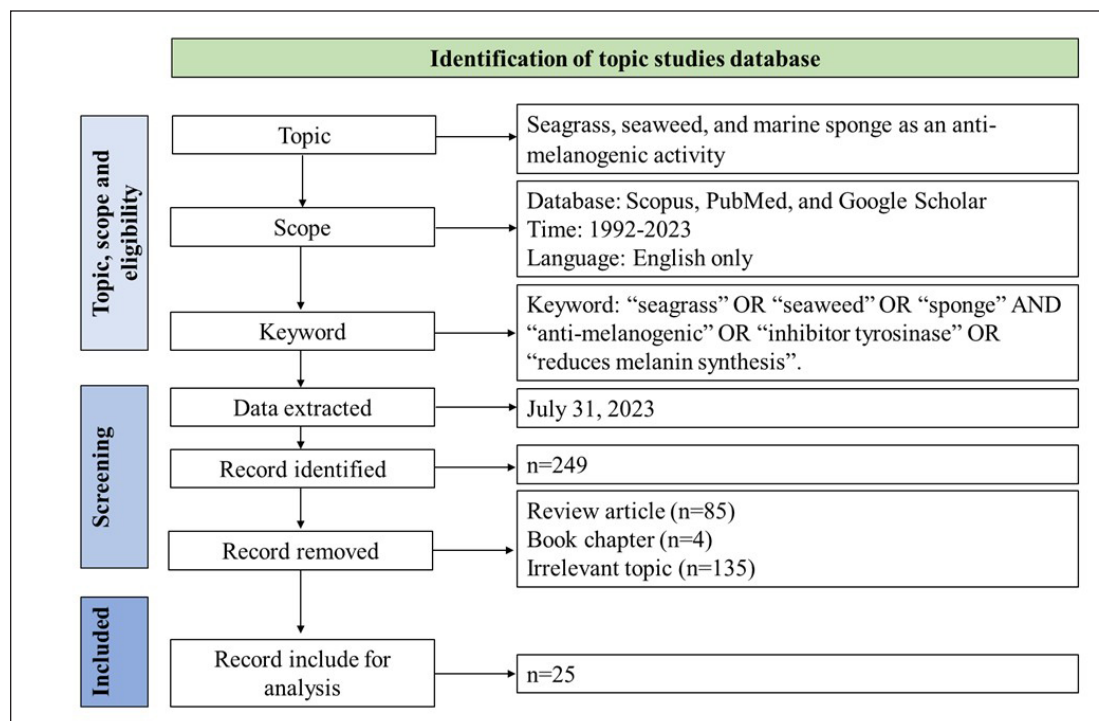 Identification of topic studies database
Topic, scope and
eligibility
Topic
Seagrass, seaweed, and marine sponge as an anti-
melanogenic activity
Scope
Database: Scopus, PubMed, and Google Scholar
Time: 1992-2023
Language: English only
Keyword
Keyword: “seagrass” OR “seaweed” OR “sponge” AND
“anti-melanogenic” OR “inhibitor tyrosinase” OR
“reduces melanin synthesis”.
Screening
Data extracted
July 31, 2023
Record identified
n=249
Record removed
Review article (n=85)
Book chapter (n=4)
Irrelevant topic (n=135)
Included
Record include for
analysis
n=25